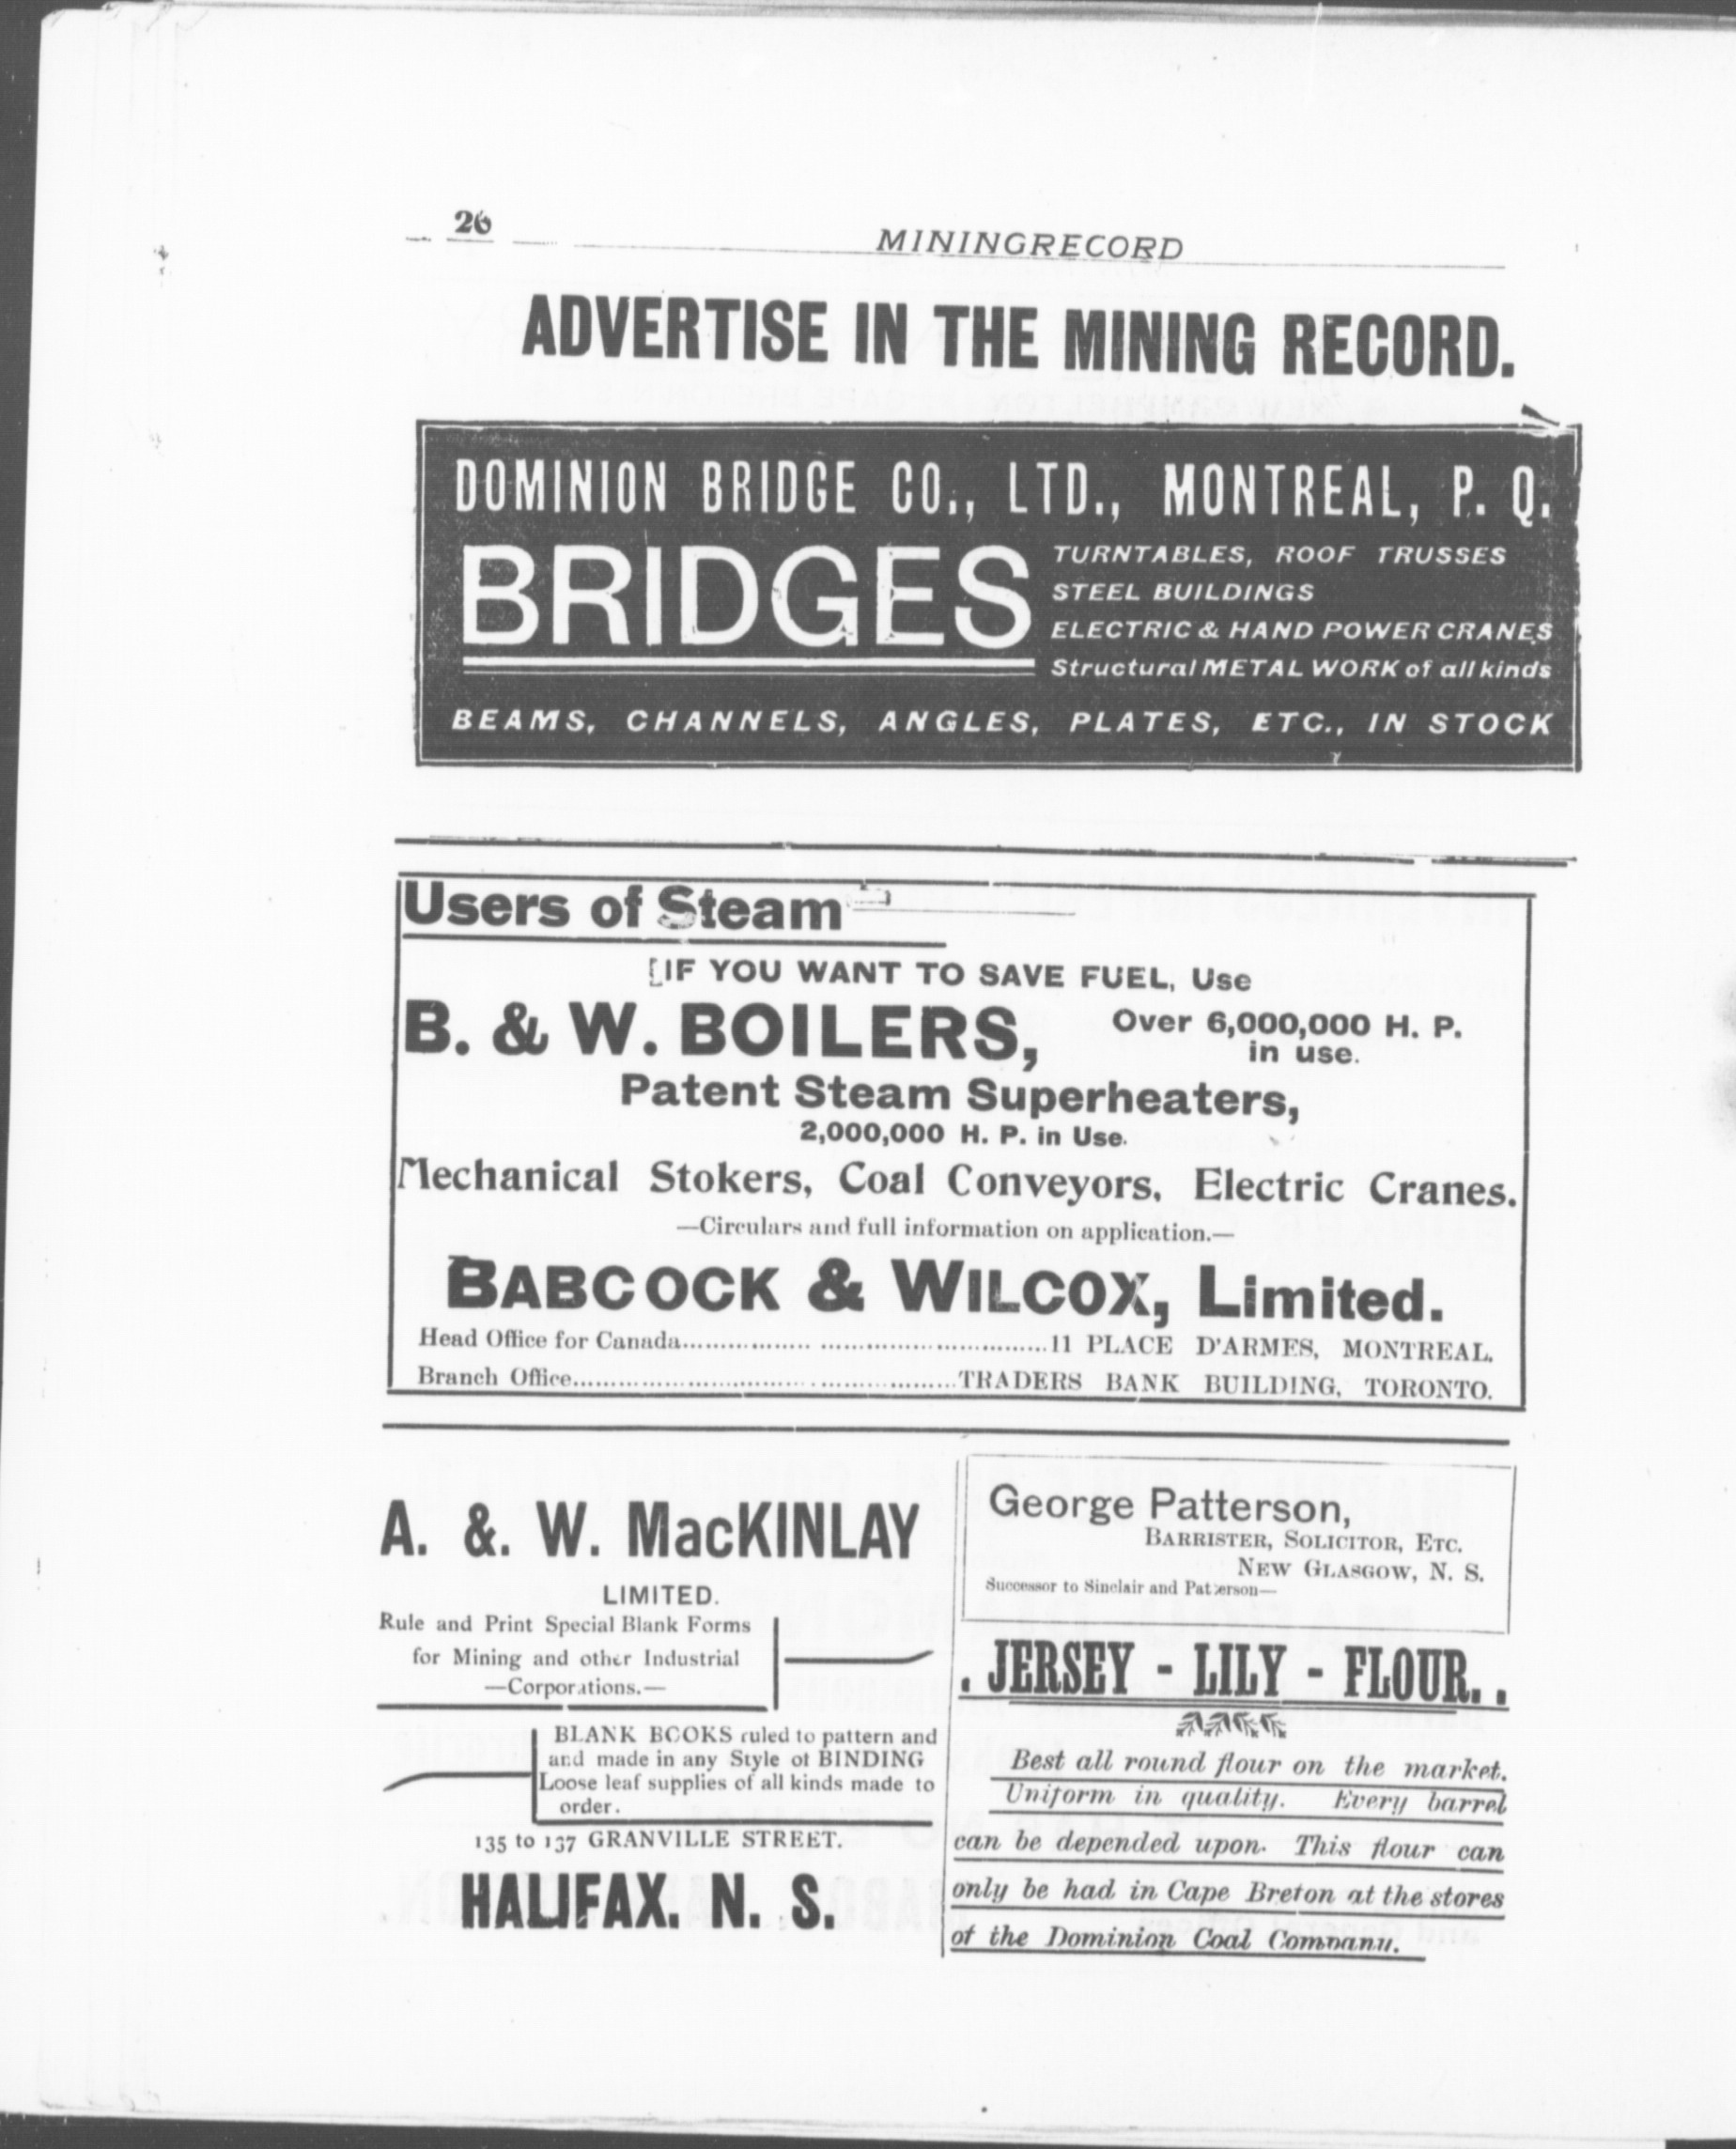 26
MININGRECORD
ADVERTISE IN THE MINING RECORD.
DOMINION BRIDGE CO., LTD., MONTREAL, P. Q.
BRIDGES
TURNTABLES, ROOF TRUSSES
STEEL BUILDINGS
ELECTRIC & HAND POWER CRANES
Structural METAL WORK of all kinds
BEAMS, CHANNELS, ANGLES, PLATES, ETC., IN STOCK
Users of Steam
[IF YOU WANT TO SAVE FUEL, Use
B. & W. BOILERS,
Over 6,000,000 H. P.
in use.
Patent Steam Superheaters,
2,000,000 H. P. in Use.
Mechanical Stokers, Coal Conveyors, Electric Cranes.
—Circulars and full information on application.—
BABCOCK & WILCOX, Limited.
Head Office for Canada.................. ..............................11 PLACE D'ARMES, MONTREAL.
Branch Office...................................................TRADERS BANK BUILDING, TORONTO.
A. &. W. MacKINLAY
LIMITED.
Rule and Print Special Blank Forms
for Mining and other Industrial
—Corporations.—
BLANK BOOKS ruled to pattern and
and made in any Style of BINDING
Loose leaf supplies of all kinds made to
order.
135 to 137 GRANVILLE STREET.
HALIFAX. N. S.
George Patterson,
BARRISTER, SOLICITOR, ETC.
NEW GLASGOW, N. S.
Successor to Sinclair and Patterson—
. JERSEY - LILY - FLOUR. .
Best all round flour on the market.
Uniform in quality. Every barrel
can be depended upon. This flour can
only be had in Cape Breton at the stores
of the Dominion Coal Company.